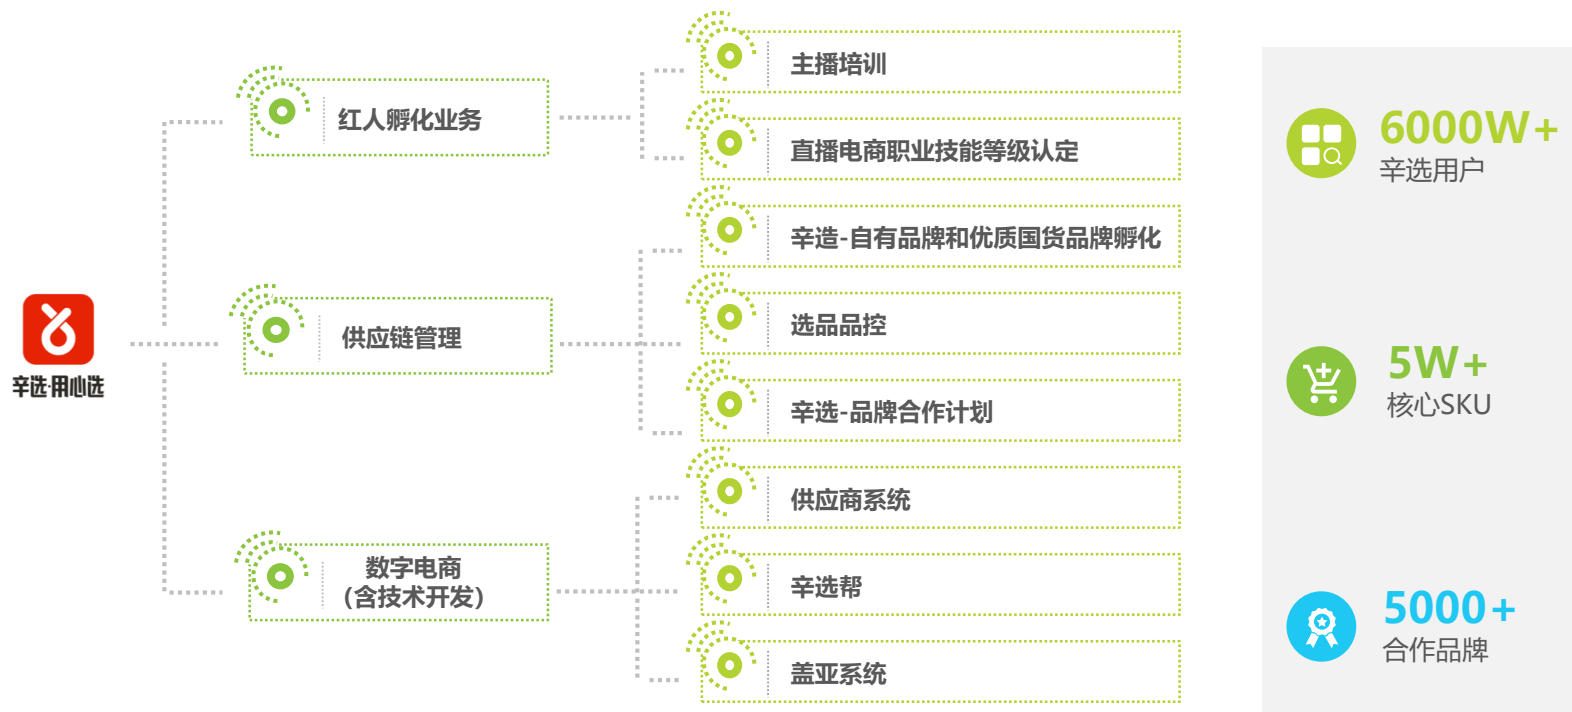 辛选·用心选
红人孵化业务
主播培训
直播电商职业技能等级认定
供应链管理
辛造-自有品牌和优质国货品牌孵化
选品品控
辛选-品牌合作计划
数字电商
（含技术开发）
供应商系统
辛选帮
盖亚系统
6000W+
辛选用户
5W+
核心SKU
5000+
合作品牌